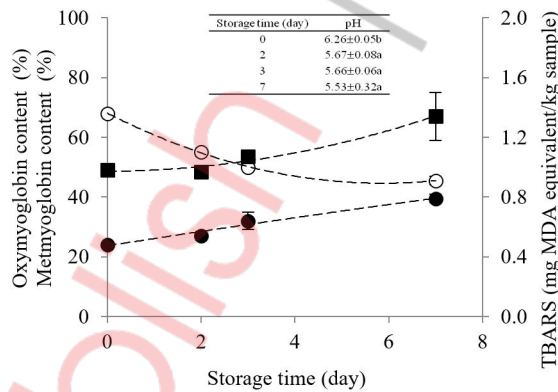 Storage time (day) pH
0 6.26±0.05b
2 5.67±0.08a
3 5.66±0.06a
7 5.53±0.32a
Oxymyoglobin content (%)
Metmyoglobin content (%)
100
80
60
40
20
0
2.0
1.6
1.2
0.8
0.4
0.0
TBARS (mg MDA equivalent/kg sample)
0 2 4 6 8
Storage time (day)
olish